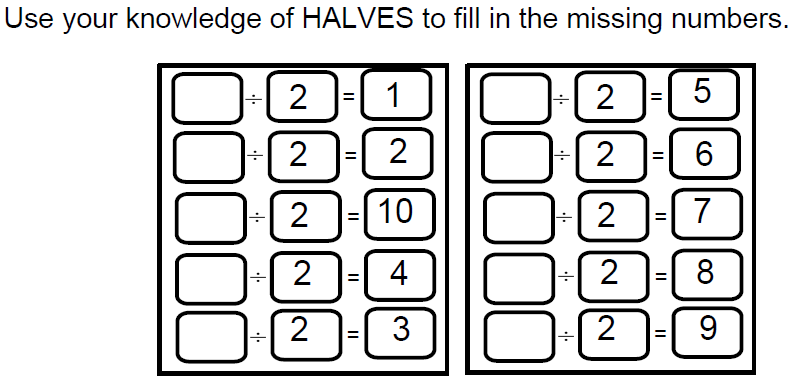 Use your knowledge of HALVES to fill in the missing numbers.
÷ 2 = 1
÷ 2 = 2
÷ 2 = 10
÷ 2 = 4
÷ 2 = 3
÷ 2 = 5
÷ 2 = 6
÷ 2 = 7
÷ 2 = 8
÷ 2 = 9